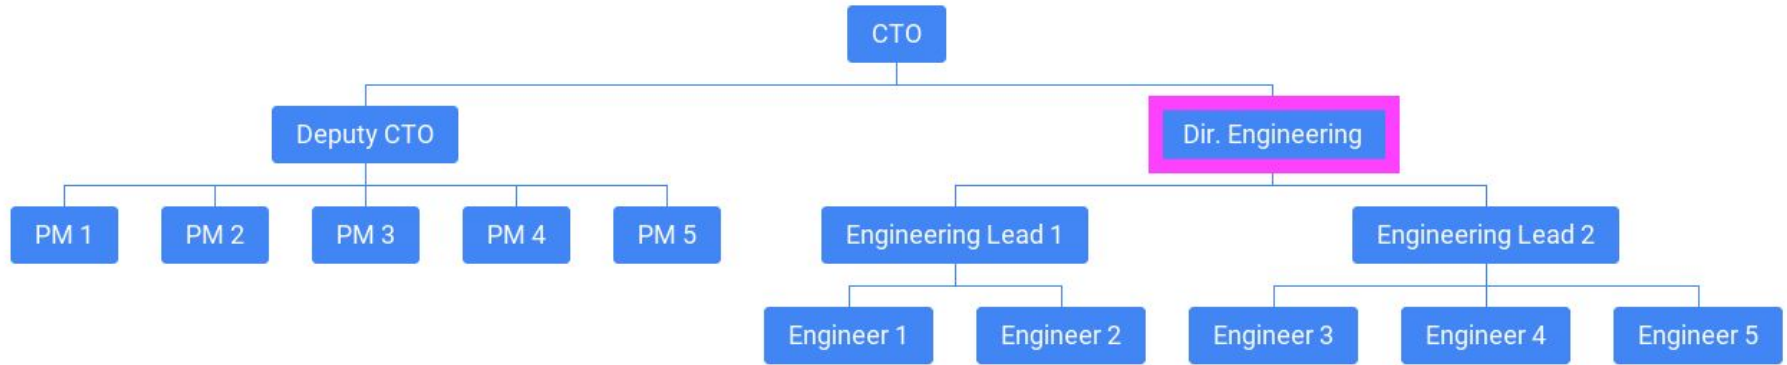 CTO
Deputy CTO
Dir. Engineering
PM 1
PM 2
PM 3
PM 4
PM 5
Engineering Lead 1
Engineering Lead 2
Engineer 1
Engineer 2
Engineer 3
Engineer 4
Engineer 5